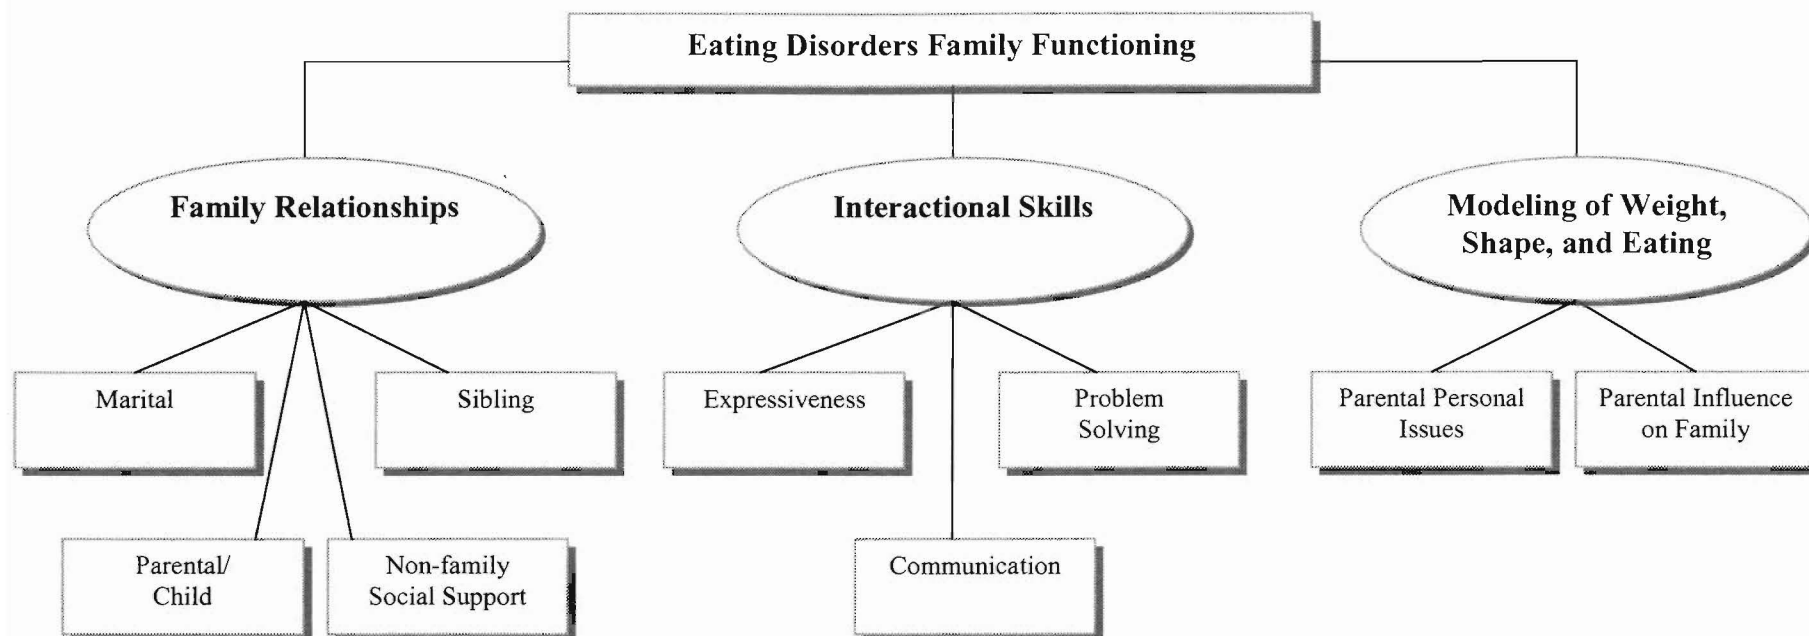 Eating Disorders Family Functioning
Family Relationships
Interactional Skills
Modeling of Weight,
Shape, and Eating
Marital
Sibling
Expressiveness
Problem
Solving
Parental Personal
Issues
Parental Influence
on Family
Parental/
Child
Non-family
Social Support
Communication